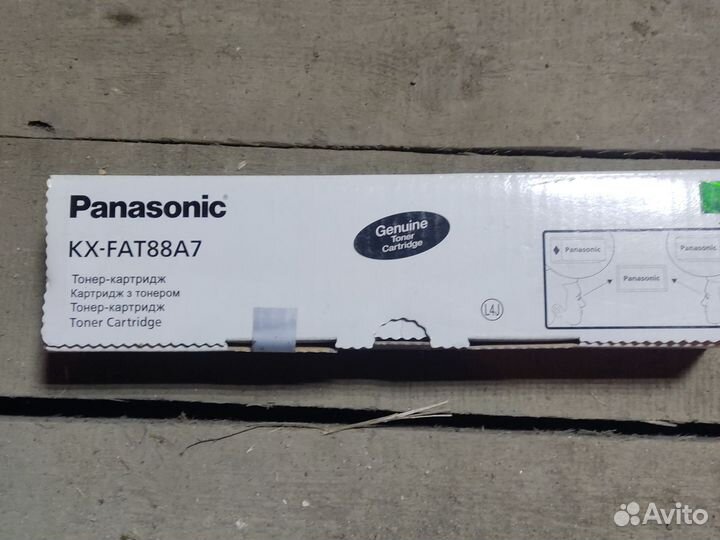 Panasonic®
KX-FAT88A7
Тонер-картридж
Картридж з тонером
Тонер-картридж
Toner Cartridge
Genuine
Toner
Cartridge
L4J
Panasonic
Panasonic
Panasonic
Avito